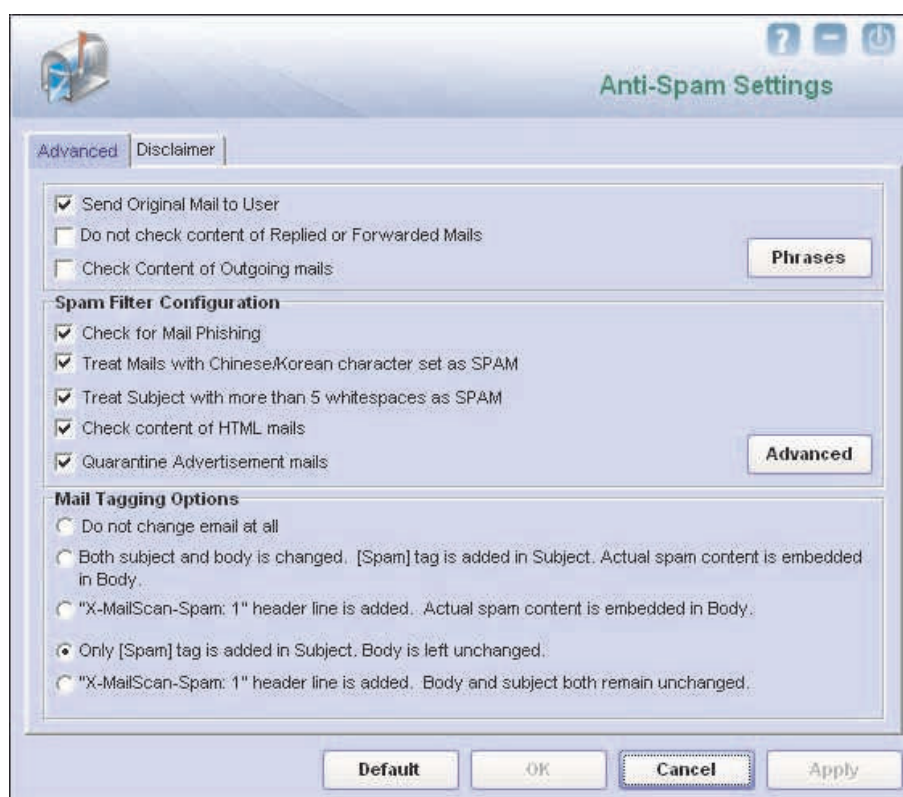 ?
Anti-Spam Settings
Advanced
Disclaimer
Send Original Mail to User
Do not check content of Replied or Forwarded Mails
Check Content of Outgoing mails
Phrases
Spam Filter Configuration
Check for Mail Phishing
Treat Mails with Chinese/Korean character set as SPAM
Treat Subject with more than 5 whitespaces as SPAM
Check content of HTML mails
Quarantine Advertisement mails
Advanced
Mail Tagging Options
Do not change email at all
Both subject and body is changed. [Spam] tag is added in Subject. Actual spam content is embedded
in Body.
"X-MailScan-Spam: 1" header line is added. Actual spam content is embedded in Body.
Only [Spam] tag is added in Subject. Body is left unchanged.
"X-MailScan-Spam: 1" header line is added. Body and subject both remain unchanged.
Default
OK
Cancel
Apply